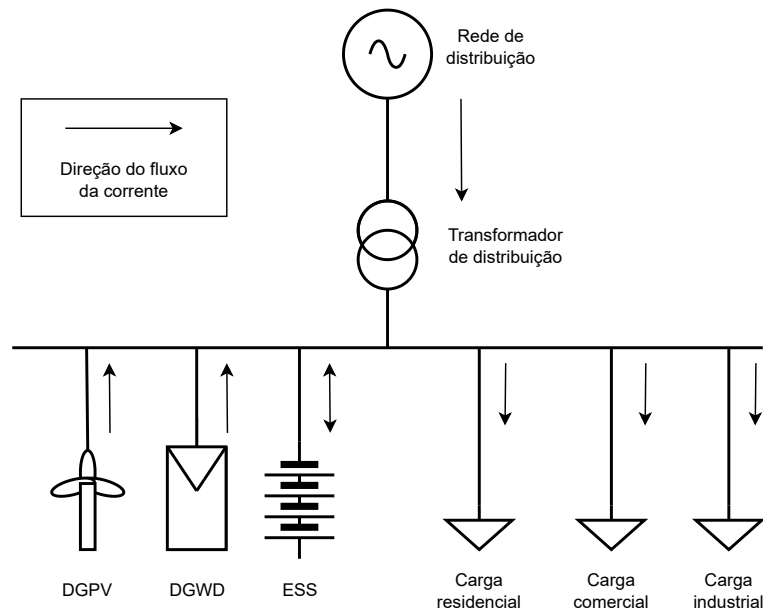 Rede de
distribuição
Direção do fluxo
da corrente
Transformador
de distribuição
DGPV
DGWD
ESS
Carga
residencial
Carga
comercial
Carga
industrial